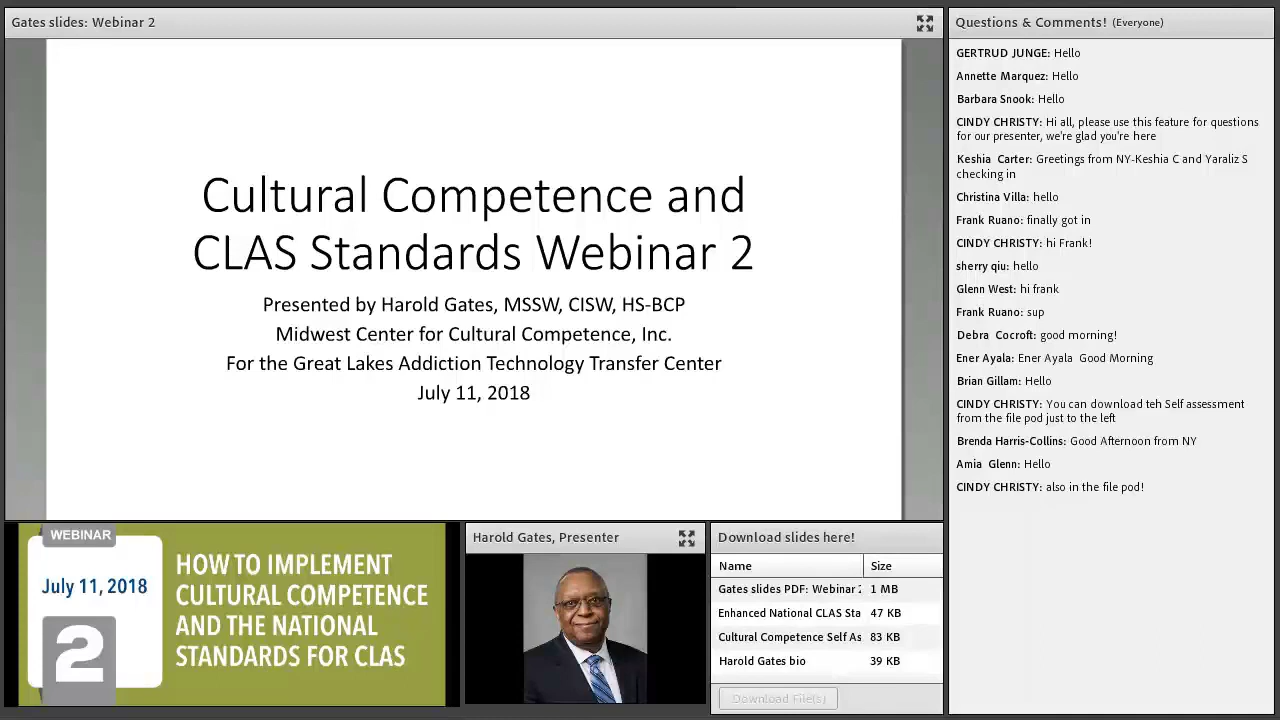 Gates slides: Webinar 2
Cultural Competence and
CLAS Standards Webinar 2
Presented by Harold Gates, MSSW, CISW, HS-BCP
Midwest Center for Cultural Competence, Inc.
For the Great Lakes Addiction Technology Transfer Center
July 11, 2018
WEBINAR
July 11, 2018
2
HOW TO IMPLEMENT
CULTURAL COMPETENCE
AND THE NATIONAL
STANDARDS FOR CLAS
Harold Gates, Presenter
Download slides here!
Name Size
Gates slides PDF: Webinar 2 1 MB
Enhanced National CLAS Sta 47 KB
Cultural Competence Self As 83 KB
Harold Gates bio 39 KB
Download File(s)
Questions & Comments! (Everyone)
GERTRUD JUNGE: Hello
Annette Marquez: Hello
Barbara Snook: Hello
CINDY CHRISTY: Hi all, please use this feature for questions
for our presenter, we're glad you're here
Keshia Carter: Greetings from NY-Keshia C and Yaraliz S
checking in
Christina Villa: hello
Frank Ruano: finally got in
CINDY CHRISTY: hi Frank!
sherry qiu: hello
Glenn West: hi frank
Frank Ruano: sup
Debra Cocroft: good morning!
Ener Ayala: Ener Ayala Good Morning
Brian Gillam: Hello
CINDY CHRISTY: You can download teh Self assessment
from the file pod just to the left
Brenda Harris-Collins: Good Afternoon from NY
Amia Glenn: Hello
CINDY CHRISTY: also in the file pod!